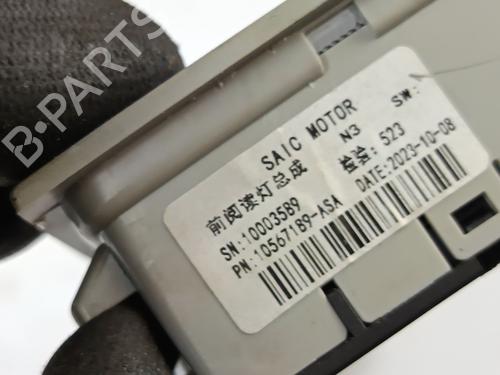 SAIC MOTOR
前阅读灯总成 N3 SW:
SN:10003589 检验: S23
PN:10567189-ASA DATE:2023-10-08
B-PARTS